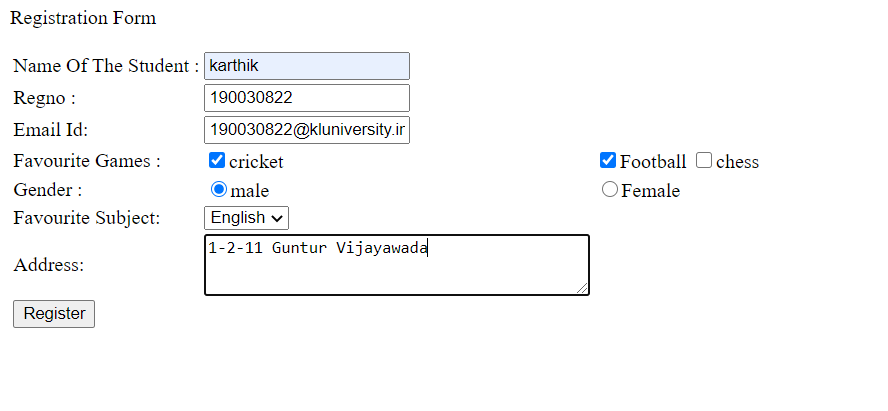 Registration Form
Name Of The Student : karthik
Regno : 190030822
Email Id: 190030822@kluniversity.ir
Favourite Games : cricket Football chess
Gender : male Female
Favourite Subject: English
1-2-11 Guntur Vijayawada
Address:
Register